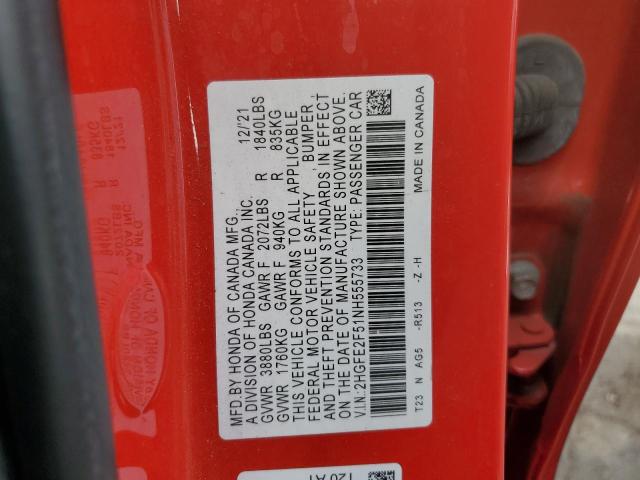 MFD.BY HONDA OF CANADA MFG., 12/21
A DIVISION OF HONDA CANADA INC.
GVWR 3880LBS GAWR F 2072LBS R 1840LBS
GVWR 1760KG GAWR F 940KG R 835KG
THIS VEHICLE CONFORMS TO ALL APPLICABLE
FEDERAL MOTOR VEHICLE SAFETY , BUMPER ,
AND THEFT PREVENTION STANDARDS IN EFFECT
ON THE DATE OF MANUFACTURE SHOWN ABOVE.
V.I.N.: 2HGFE2F51NH555733 TYPE: PASSENGER CAR
T23 N AG5 -R513 -Z -H MADE IN CANADA